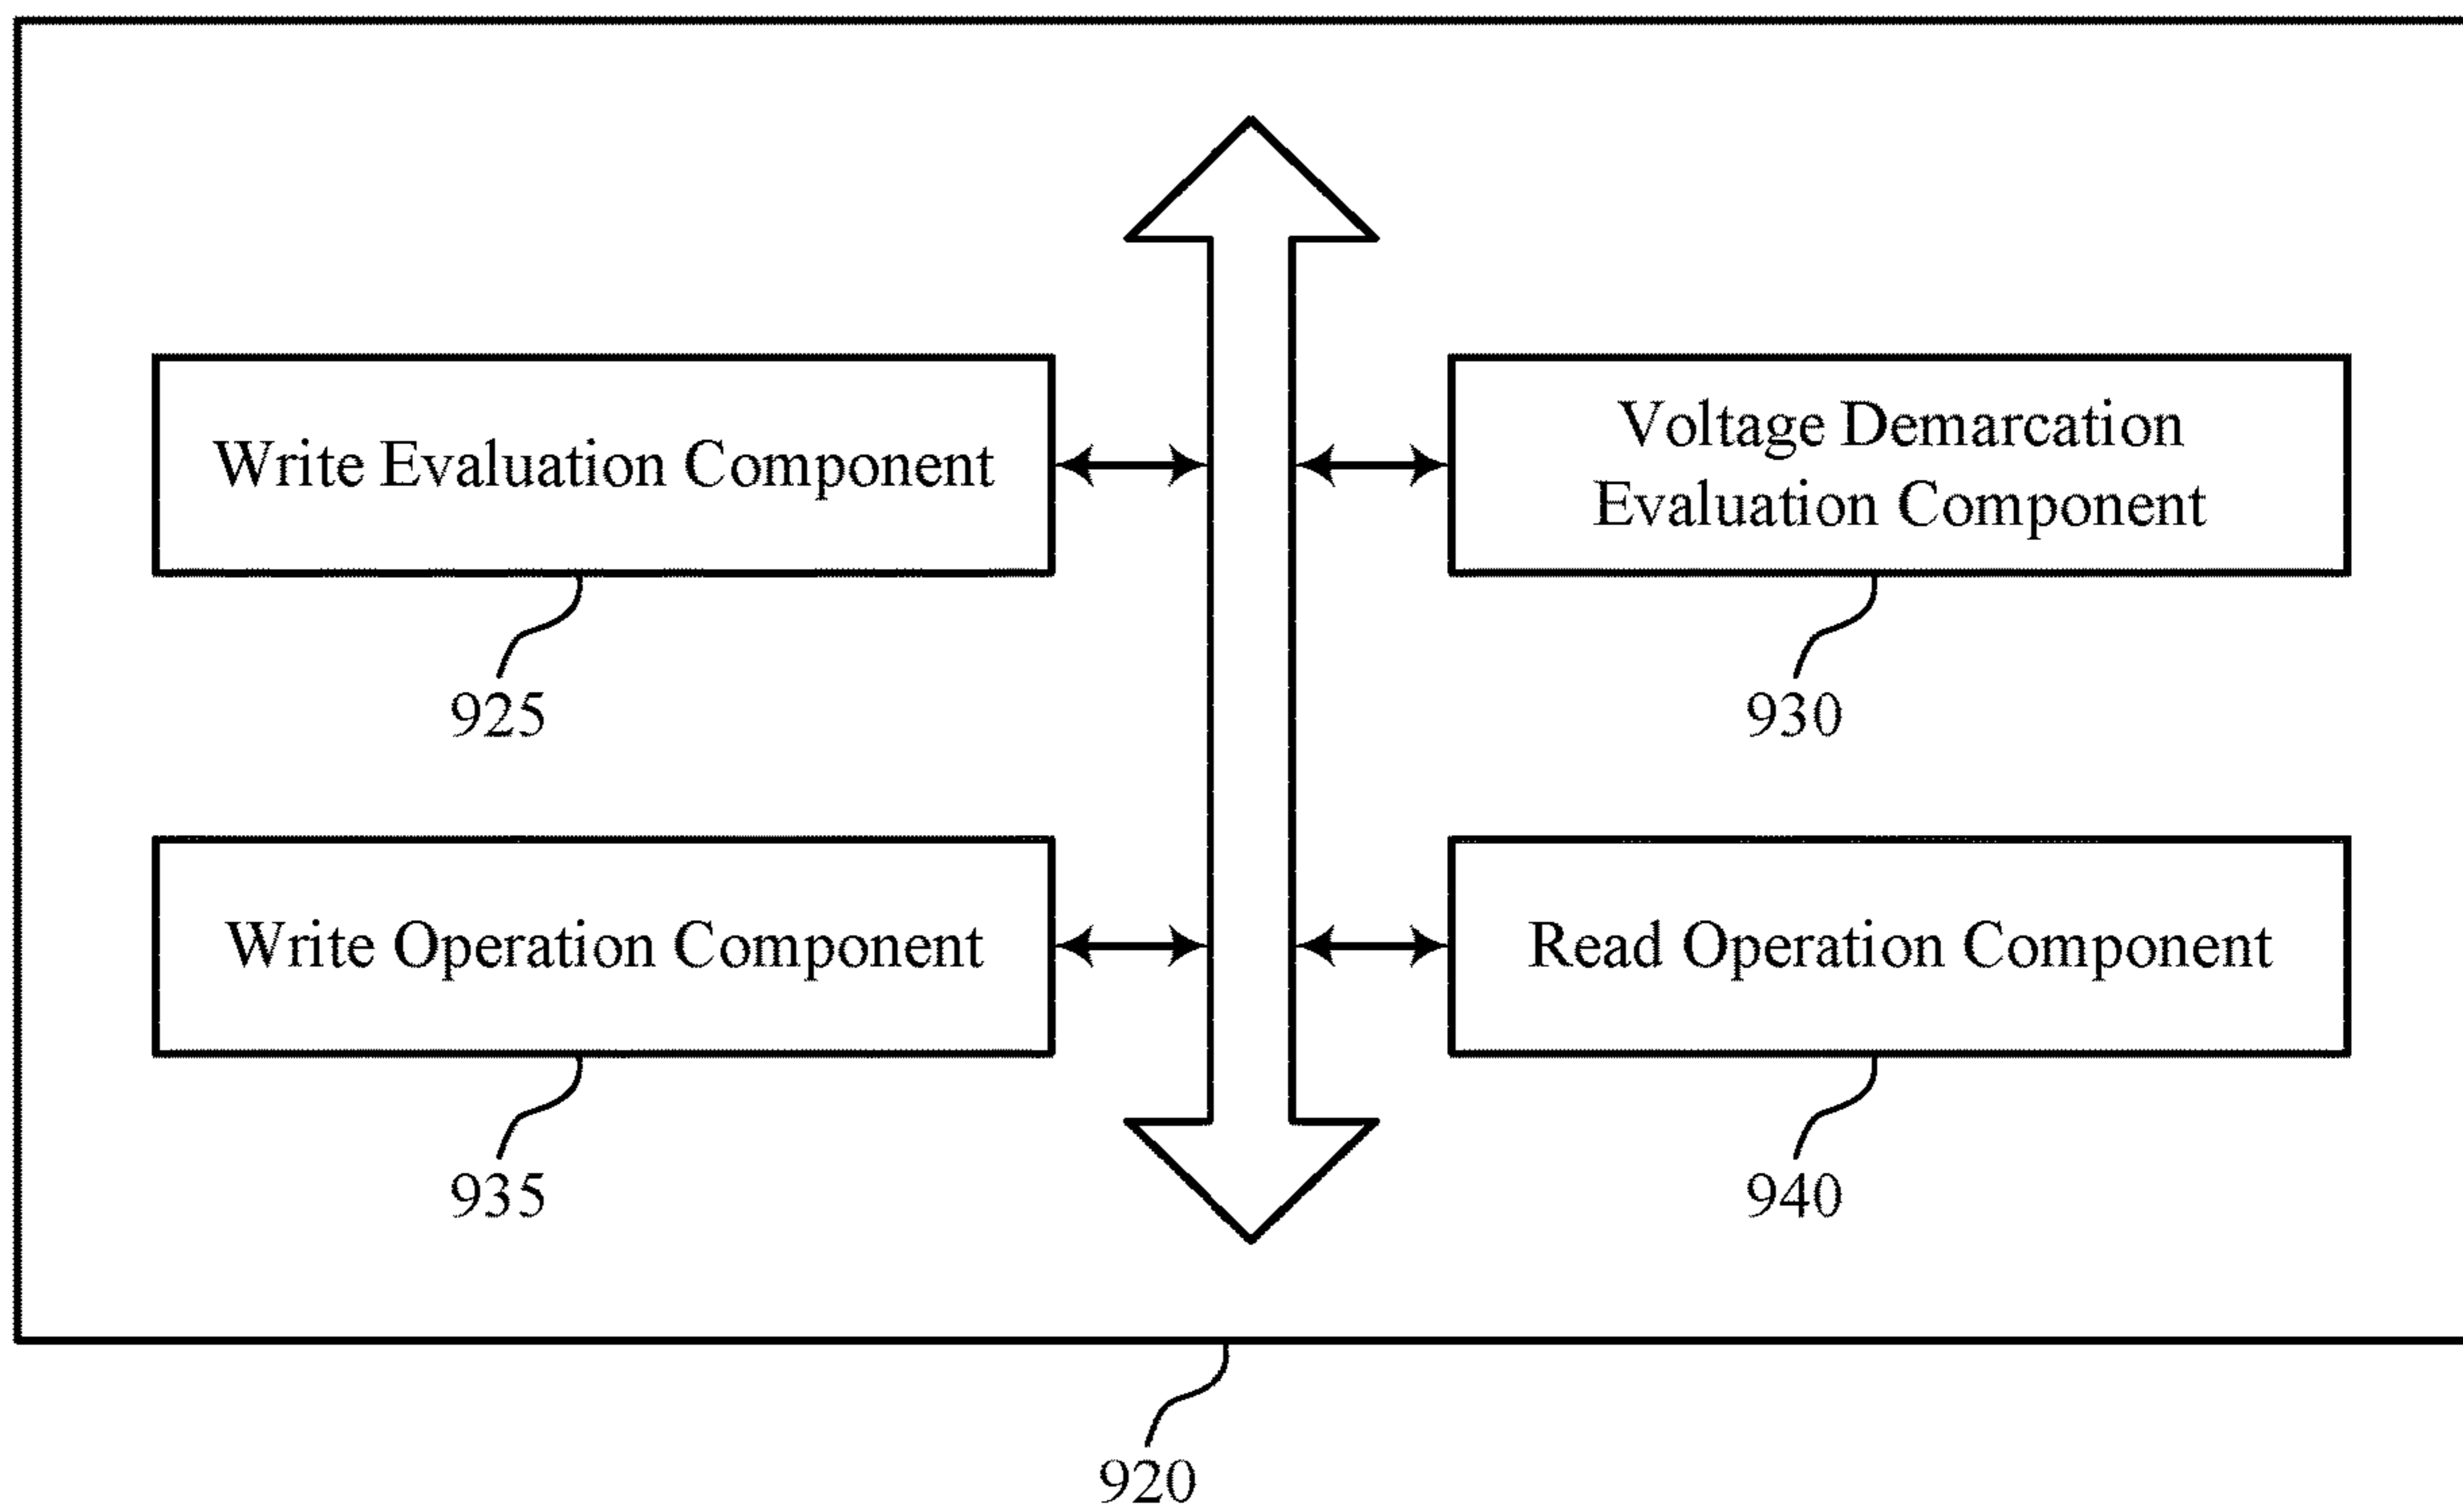 Write Evaluation Component
Voltage Demarcation
Evaluation Component
925
930
Write Operation Component
Read Operation Component
935
940
920